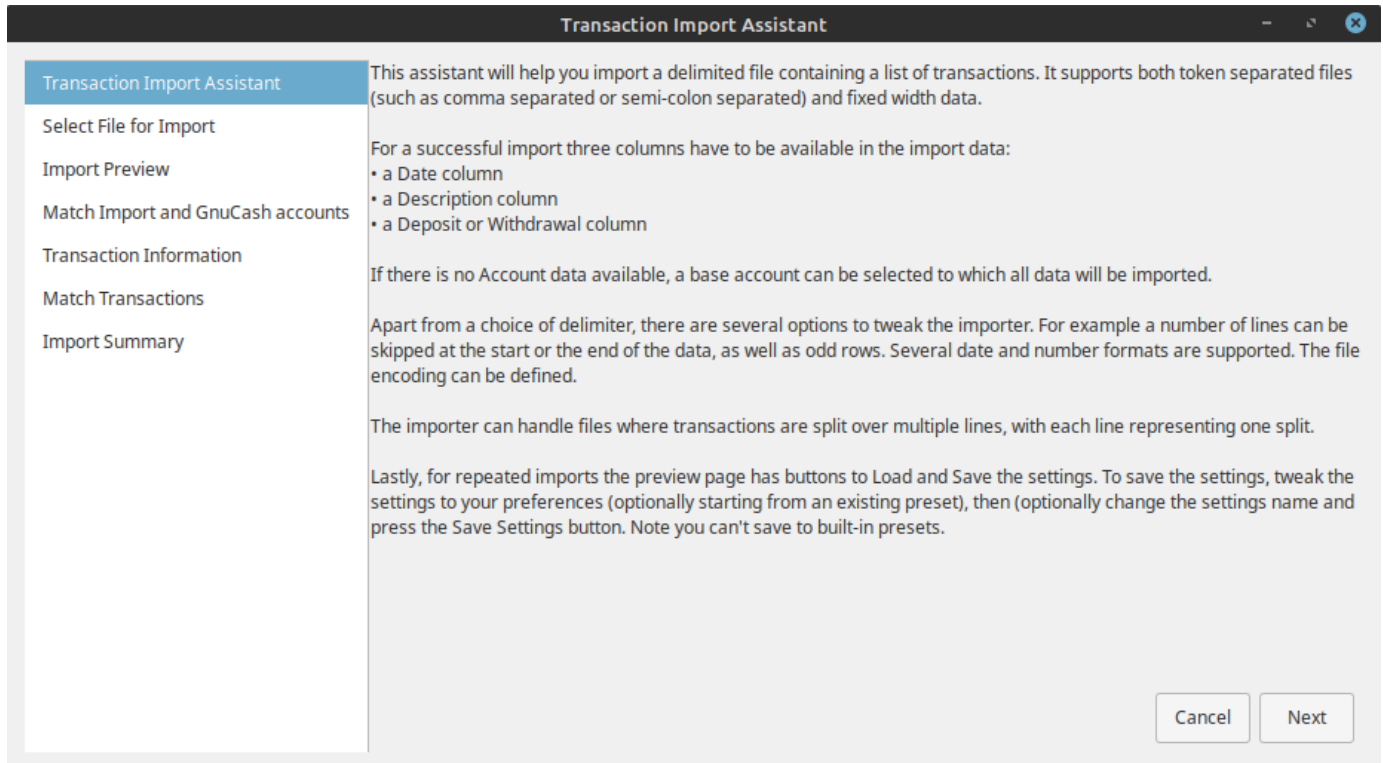 Transaction Import Assistant
Transaction Import Assistant
Select File for Import
Import Preview
Match Import and GnuCash accounts
Transaction Information
Match Transactions
Import Summary
This assistant will help you import a delimited file containing a list of transactions. It supports both token separated files
(such as comma separated or semi-colon separated) and fixed width data.
For a successful import three columns have to be available in the import data:
• a Date column
• a Description column
• a Deposit or Withdrawal column
If there is no Account data available, a base account can be selected to which all data will be imported.
Apart from a choice of delimiter, there are several options to tweak the importer. For example a number of lines can be
skipped at the start or the end of the data, as well as odd rows. Several date and number formats are supported. The file
encoding can be defined.
The importer can handle files where transactions are split over multiple lines, with each line representing one split.
Lastly, for repeated imports the preview page has buttons to Load and Save the settings. To save the settings, tweak the
settings to your preferences (optionally starting from an existing preset), then (optionally change the settings name and
press the Save Settings button. Note you can't save to built-in presets.
Cancel
Next